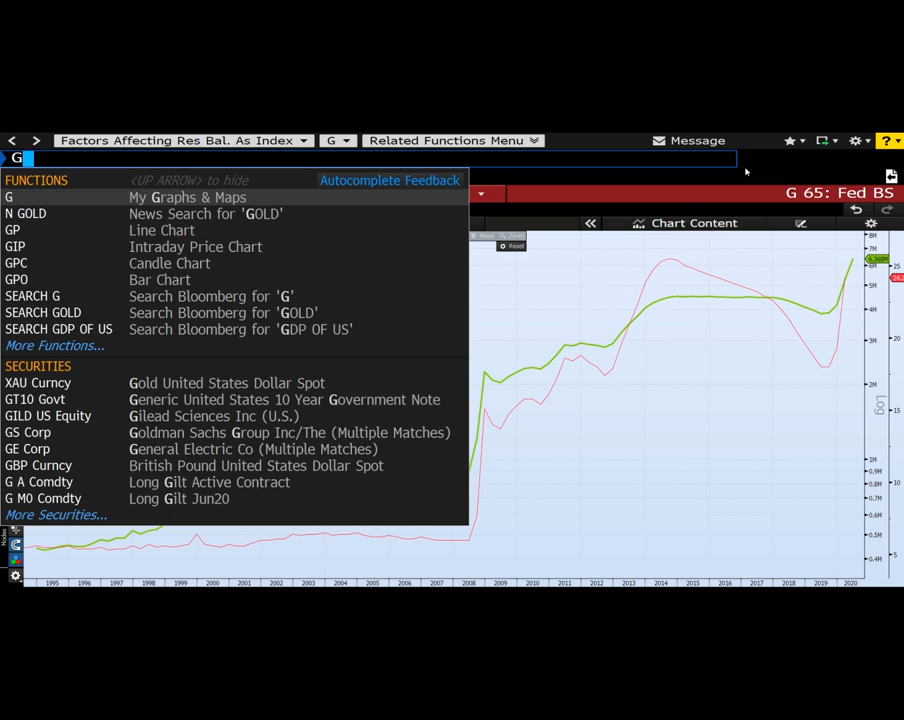 Factors Affecting Res Bal. As Index G Related Functions Menu Message ?
G
FUNCTIONS <UP ARROW> to hide Autocomplete Feedback
G My Graphs & Maps G 65: Fed BS
N GOLD News Search for 'GOLD'
GP Line Chart Chart Content
News Zoom
GIP Intraday Price Chart Reset
GPC Candle Chart
GPO Bar Chart
SEARCH G Search Bloomberg for 'G'
SEARCH GOLD Search Bloomberg for 'GOLD'
SEARCH GDP OF US Search Bloomberg for 'GDP OF US'
More Functions...
SECURITIES
XAU Curncy Gold United States Dollar Spot
GT10 Govt Generic United States 10 Year Government Note
GILD US Equity Gilead Sciences Inc (U.S.)
GS Corp Goldman Sachs Group Inc/The (Multiple Matches)
GE Corp General Electric Co (Multiple Matches)
GBP Curncy British Pound United States Dollar Spot
G A Comdty Long Gilt Active Contract
G M0 Comdty Long Gilt Jun20
More Securities...
8M
7M
6.368M
6M
5M
4M
3M
2M
1M
0.9M
0.8M
0.7M
0.6M
0.5M
0.4M
25
24.2
20
15
10
5
Log
Nodes
1995 1996 1997 1998 1999 2000 2001 2002 2003 2004 2005 2006 2007 2008 2009 2010 2011 2012 2013 2014 2015 2016 2017 2018 2019 2020